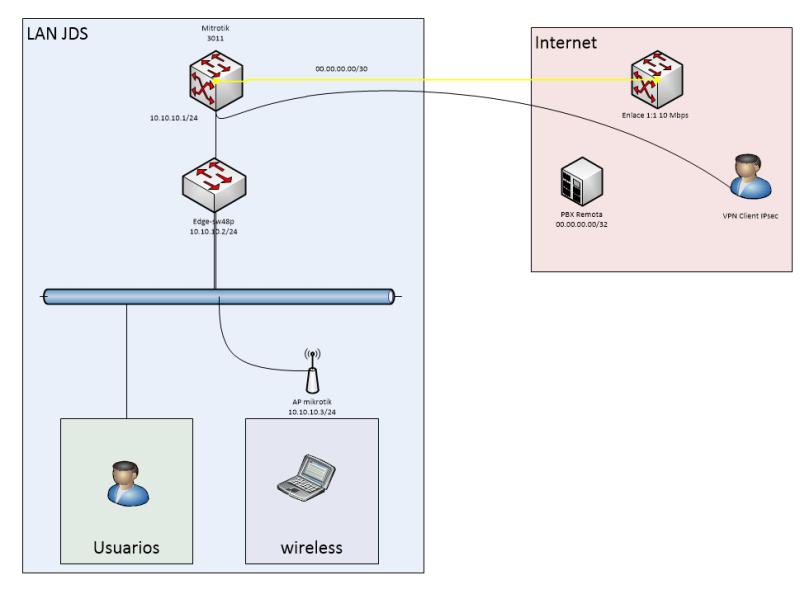 LAN JDS
Mitrotik
3011
00.00.00.00/30
10.10.10.1/24
Edge-sw48p
10.10.10.2/24
AP mikrotik
10.10.10.3/24
Usuarios
wireless
Internet
Enlace 1:1 10 Mbps
PBX Remota
00.00.00.00/32
VPN Client IPsec